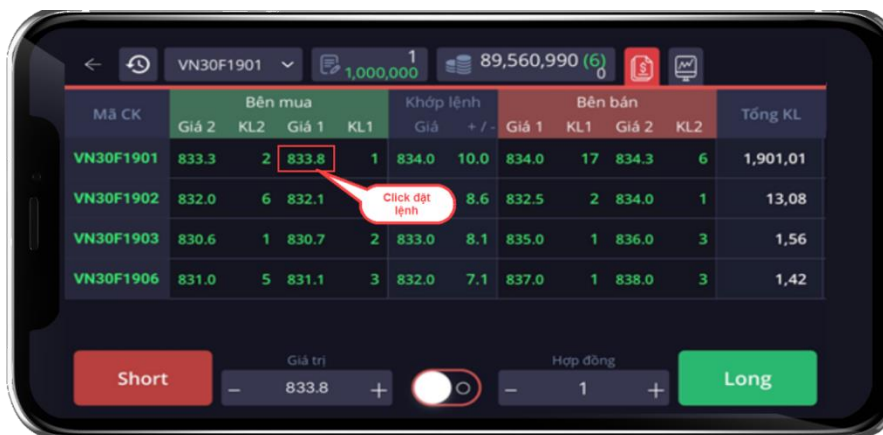 VN30F1901 1 1,000,000 89,560,990 (6) 0
Mã CK Bên mua Khớp lệnh Bên bán Tổng KL
Giá 2 KL2 Giá 1 KL1 Giá + / - Giá 1 KL1 Giá 2 KL2
VN30F1901 833.3 2 833.8 1 834.0 10.0 834.0 17 834.3 6 1,901,01
VN30F1902 832.0 6 832.1 8.6 832.5 2 834.0 1 13,08
Click đặt
lệnh
VN30F1903 830.6 1 830.7 2 833.0 8.1 835.0 1 836.0 3 1,56
VN30F1906 831.0 5 831.1 3 832.0 7.1 837.0 1 838.0 3 1,42
Giá trị Hợp đồng
Short − 833.8 + − 1 + Long